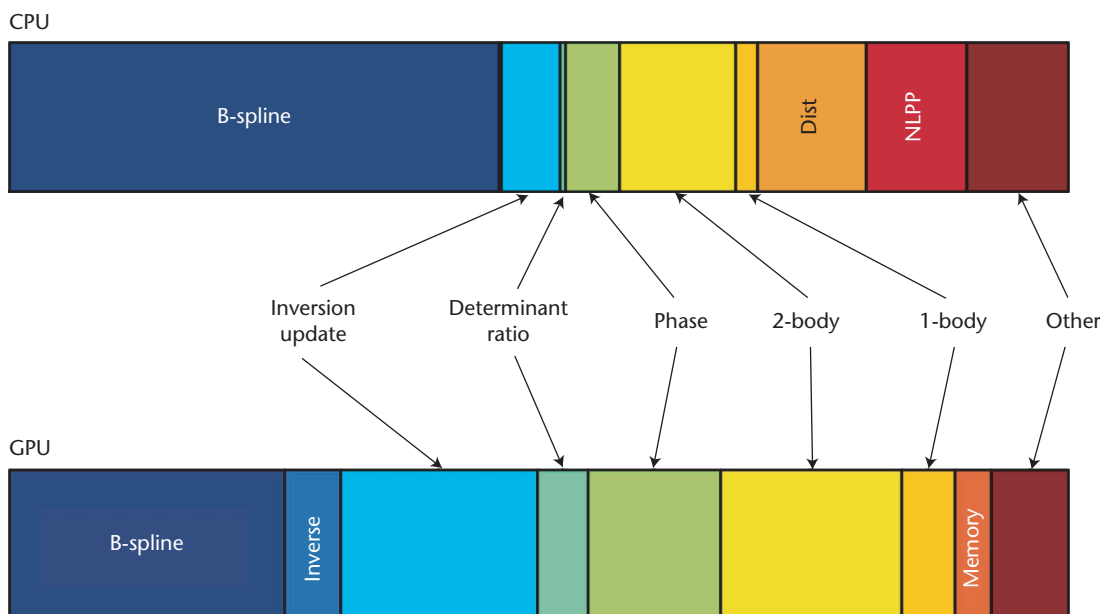 CPU
B-spline
Dist
NLPP
Inversion
update
Determinant
ratio
Phase
2-body
1-body
Other
GPU
B-spline
Inverse
Memory